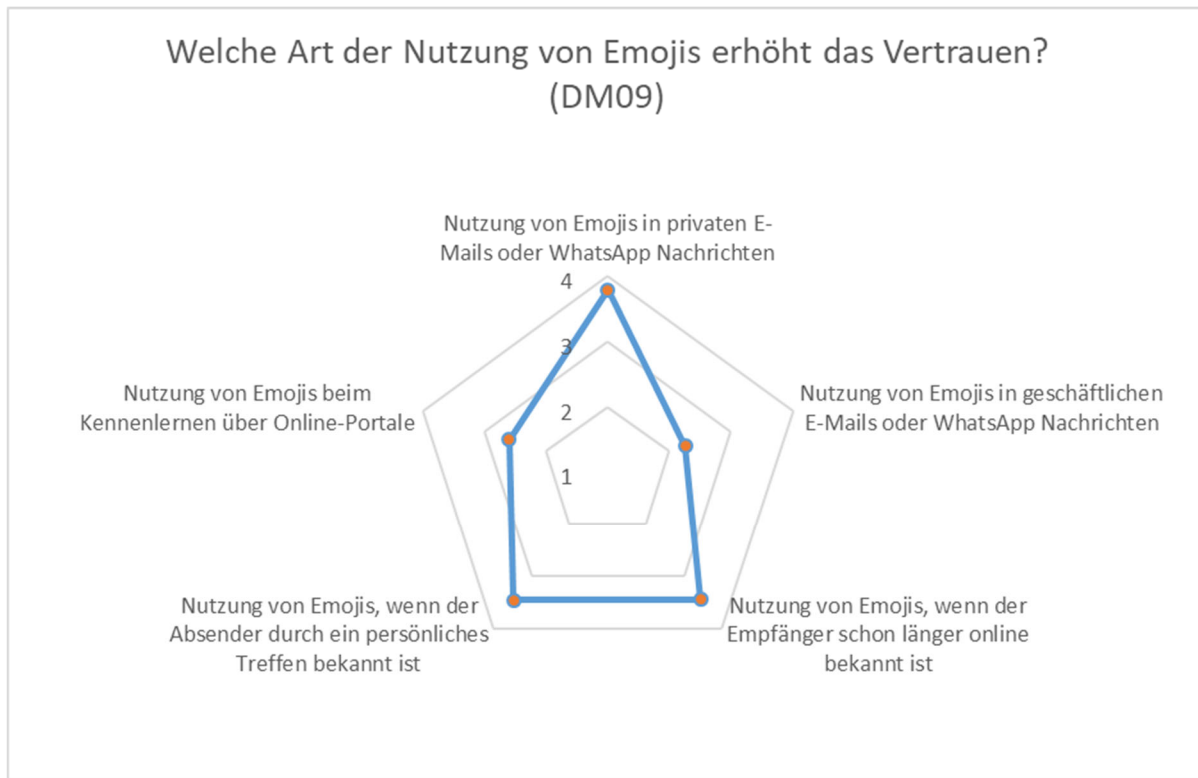 Welche Art der Nutzung von Emojis erhöht das Vertrauen?
(DM09)
Nutzung von Emojis in privaten E-
Mails oder WhatsApp Nachrichten
4
3
2
1
Nutzung von Emojis in geschäftlichen
E-Mails oder WhatsApp Nachrichten
Nutzung von Emojis, wenn der
Empfänger schon länger online
bekannt ist
Nutzung von Emojis, wenn der
Absender durch ein persönliches
Treffen bekannt ist
Nutzung von Emojis beim
Kennenlernen über Online-Portale